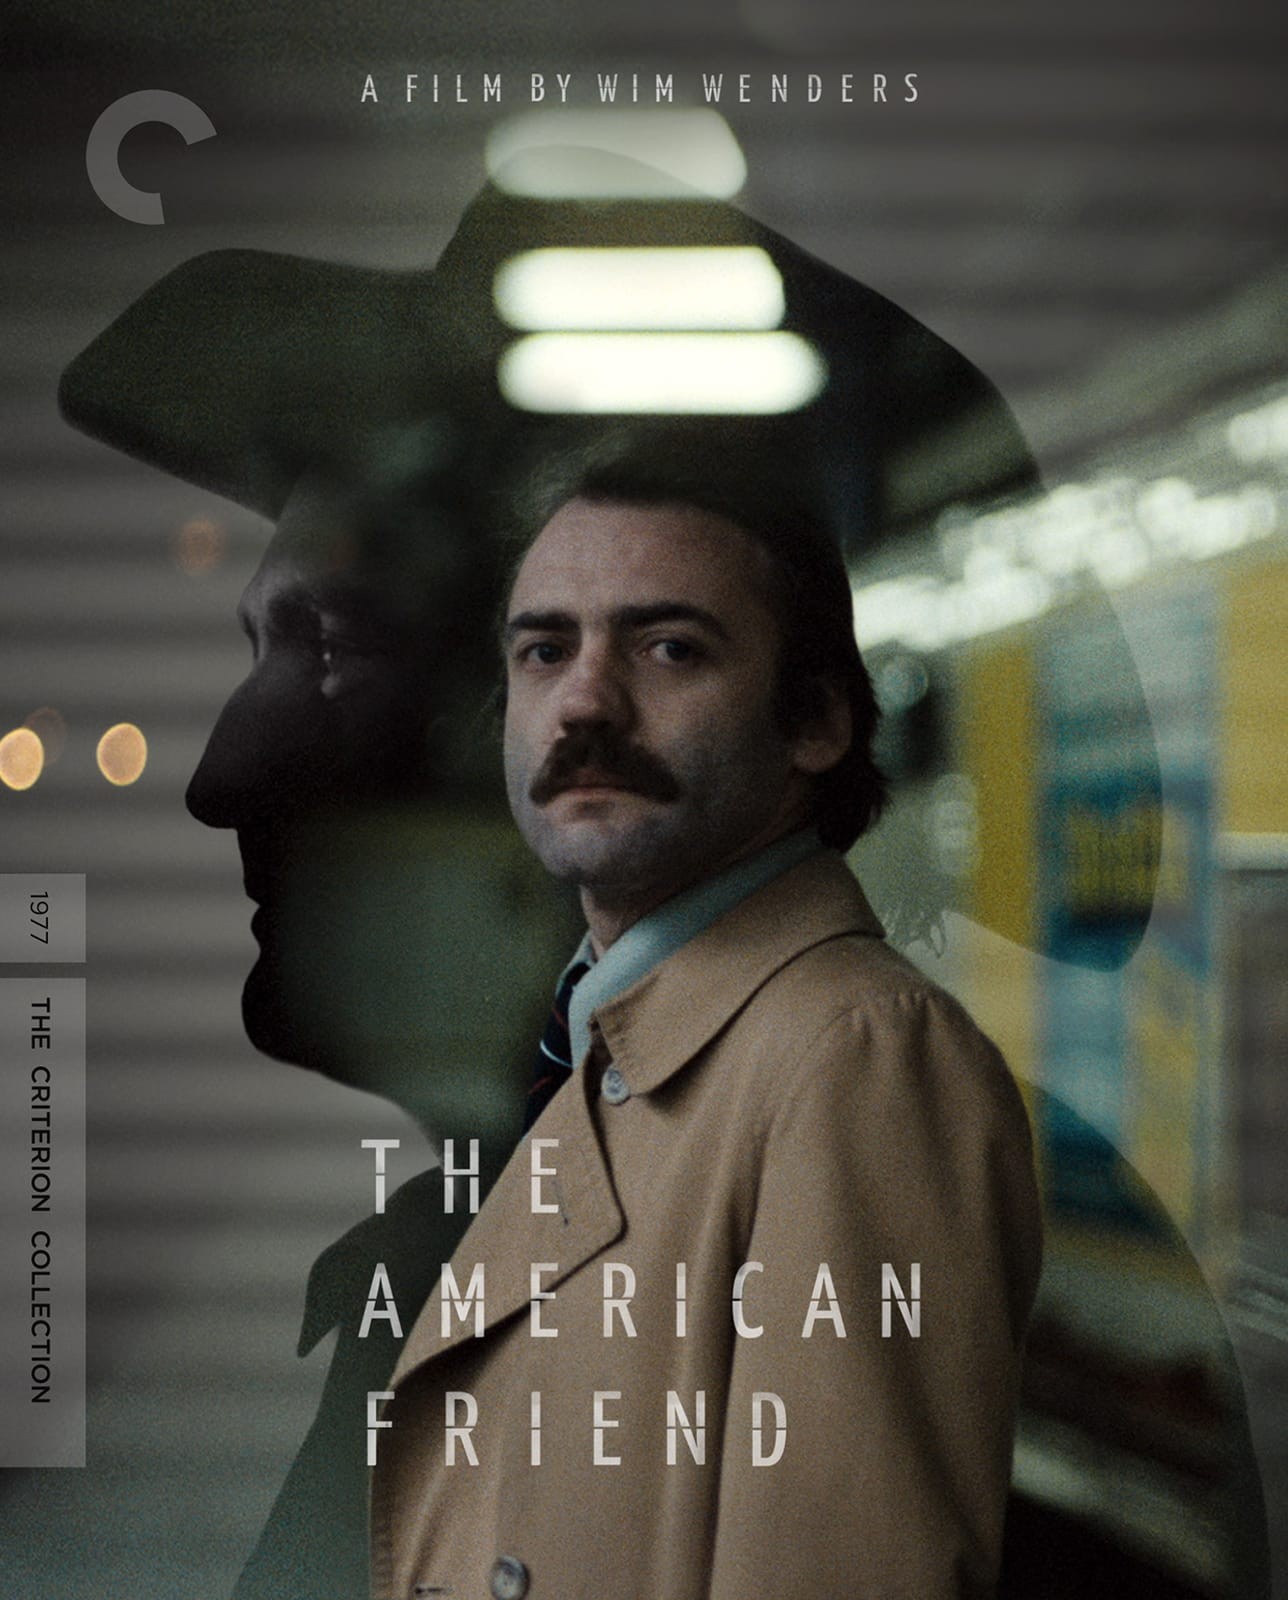 A FILM BY WIM WENDERS
1977
THE CRITERION COLLECTION
THE
AMERICAN
FRIEND